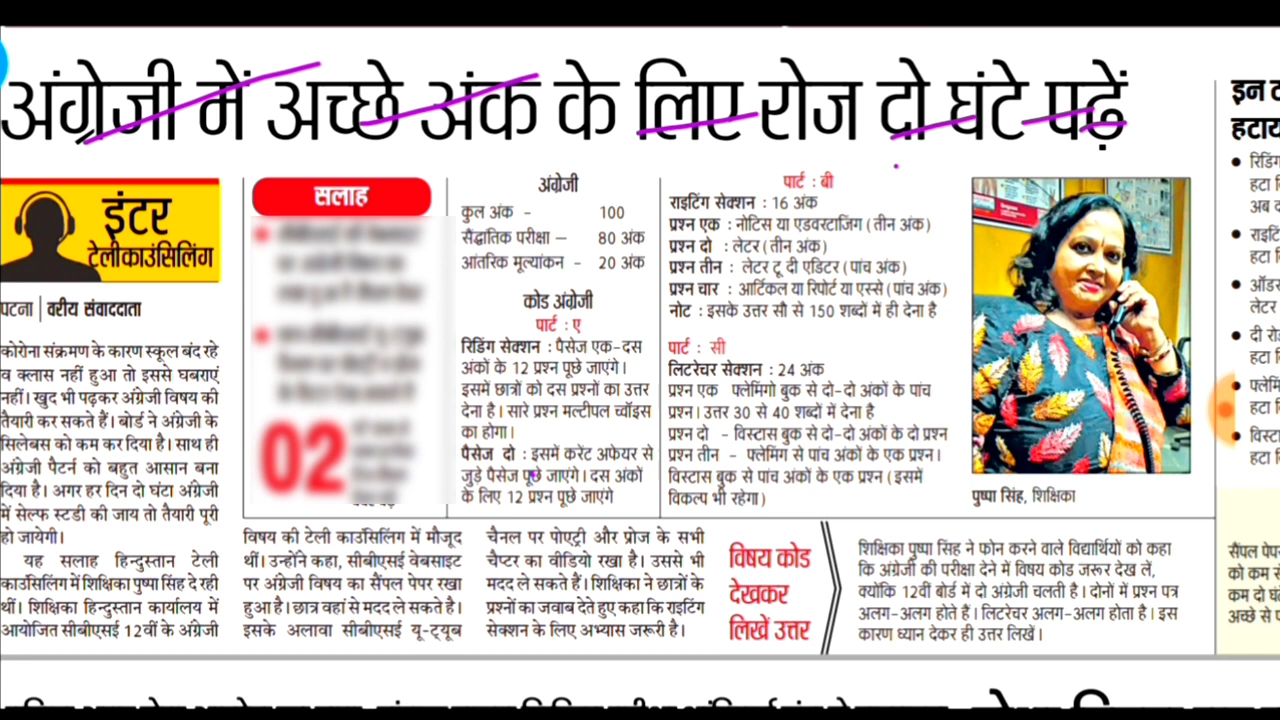 अंग्रेजी में अच्छे अंक के लिए रोज दो घंटे पढ़ें
इंटर
टेलीकाउंसिलिंग
पटना | वरीय संवाददाता
कोरोना संक्रमण के कारण स्कूल बंद रहे
व क्लास नहीं हुआ तो इससे घबराएं
नहीं। खुद भी पढ़कर अंग्रेजी विषय की
तैयारी कर सकते हैं। बोर्ड ने अंग्रेजी के
सिलेबस को कम कर दिया है। साथ ही
अंग्रेजी पैटर्न को बहुत आसान बना
दिया है। अगर हर दिन दो घंटा अंग्रेजी
में सेल्फ स्टडी की जाय तो तैयारी पूरी
हो जायेगी।
यह सलाह हिन्दुस्तान टेली
काउंसिलिंग में शिक्षिका पुष्पा सिंह दे रही
थीं। शिक्षिका हिन्दुस्तान कार्यालय में
आयोजित सीबीएसई 12वीं के अंग्रेजी
सलाह
02
विषय की टेली काउंसिलिंग में मौजूद
थीं। उन्होंने कहा, सीबीएसई वेबसाइट
पर अंग्रेजी विषय का सैंपल पेपर रखा
हुआ है। छात्र वहां से मदद ले सकते है।
इसके अलावा सीबीएसई यू-ट्यूब
चैनल पर पोएट्री और प्रोज के सभी
चैप्टर का वीडियो रखा है। उससे भी
मदद ले सकते हैं। शिक्षिका ने छात्रों के
प्रश्नों का जवाब देते हुए कहा कि राइटिंग
सेक्शन के लिए अभ्यास जरूरी है।
अंग्रेजी
कुल अंक - 100
सैद्धांतिक परीक्षा – 80 अंक
आंतरिक मूल्यांकन - 20 अंक
कोड अंग्रेजी
पार्ट : ए
रिडिंग सेक्शन : पैसेज एक-दस
अंकों के 12 प्रश्न पूछे जाएंगे।
इसमें छात्रों को दस प्रश्नों का उत्तर
देना है। सारे प्रश्न मल्टीपल च्वॉइस
का होगा।
पैसेज दो : इसमें करेंट अफेयर से
जुड़े पैसेज पूछे जाएंगे। दस अंकों
के लिए 12 प्रश्न पूछे जाएंगे
पार्ट : बी
राइटिंग सेक्शन : 16 अंक
प्रश्न एक : नोटिस या एडवरस्टाजिंग (तीन अंक)
प्रश्न दो : लेटर (तीन अंक)
प्रश्न तीन : लेटर टू दी एडिटर (पांच अंक)
प्रश्न चार : आर्टिकल या रिपोर्ट या एस्से (पांच अंक)
नोट : इसके उत्तर सौ से 150 शब्दों में ही देना है
पार्ट : सी
लिटरेचर सेक्शन : 24 अंक
प्रश्न एक फ्लेमिंगो बुक से दो-दो अंकों के पांच
प्रश्न। उत्तर 30 से 40 शब्दों में देना है
प्रश्न दो - विस्टास बुक से दो-दो अंकों के दो प्रश्न
प्रश्न तीन - फ्लेमिंग से पांच अंकों के एक प्रश्न।
विस्टास बुक से पांच अंकों के एक प्रश्न (इसमें
विकल्प भी रहेगा)
पुष्पा सिंह, शिक्षिका
विषय कोड
देखकर
लिखें उत्तर
शिक्षिका पुष्पा सिंह ने फोन करने वाले विद्यार्थियों को कहा
कि अंग्रेजी की परीक्षा देने में विषय कोड जरूर देख लें,
क्योंकि 12वीं बोर्ड में दो अंग्रेजी चलती है। दोनों में प्रश्न पत्र
अलग-अलग होते हैं। लिटरेचर अलग-अलग होता है। इस
कारण ध्यान देकर ही उत्तर लिखें।
इन
हटा
हटा
अब
हटा
लेटर
हटा
हटा
हटा
सैंपल पेप
को कम
कम दो
अच्छे से